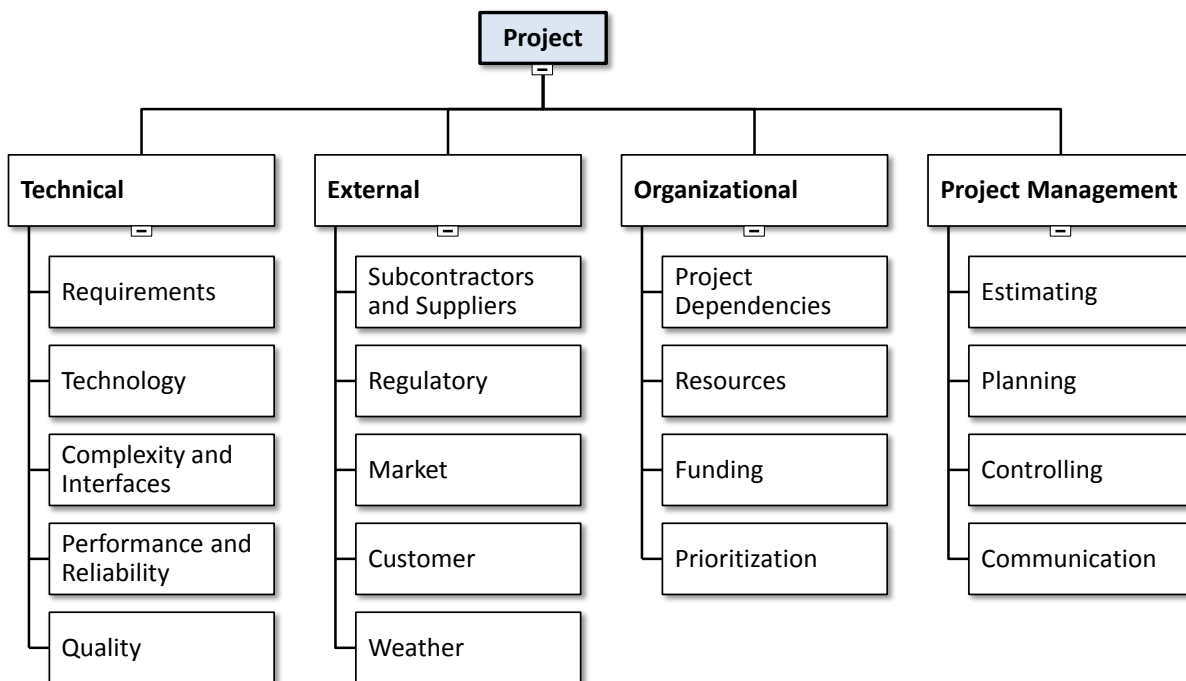 Project
Technical
External
Organizational
Project Management
Requirements
Technology
Complexity and
Interfaces
Performance and
Reliability
Quality
Subcontractors
and Suppliers
Regulatory
Market
Customer
Weather
Project
Dependencies
Resources
Funding
Prioritization
Estimating
Planning
Controlling
Communication